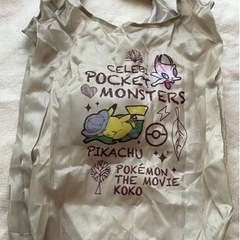 CELEBI
POCKET
MONSTERS
PIKACHU
POKÉMON
THE MOVIE
KOKO